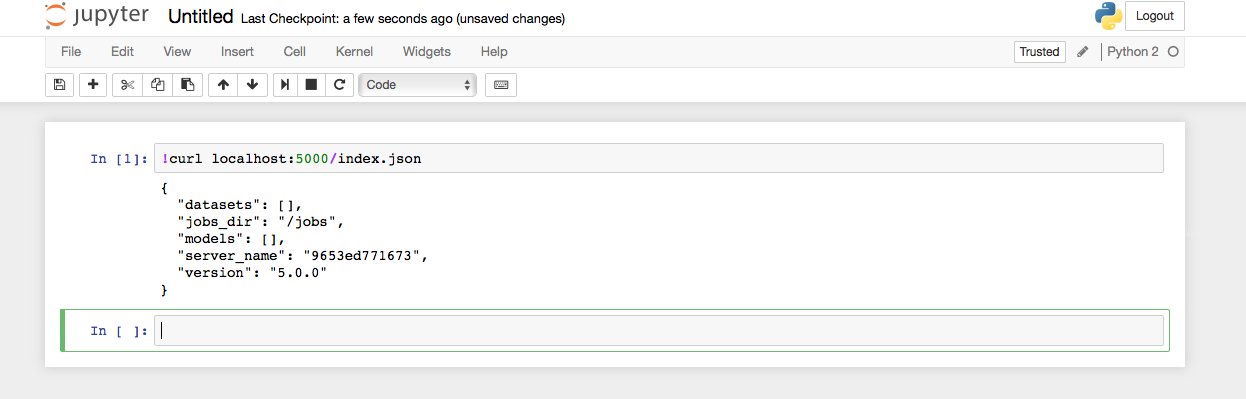 jupyter Untitled Last Checkpoint: a few seconds ago (unsaved changes) Logout
File Edit View Insert Cell Kernel Widgets Help Trusted Python 2
Code
In [1]: !curl localhost:5000/index.json
{
"datasets": [],
"jobs_dir": "/jobs",
"models": [],
"server_name": "9653ed771673",
"version": "5.0.0"
}
In [ ]: